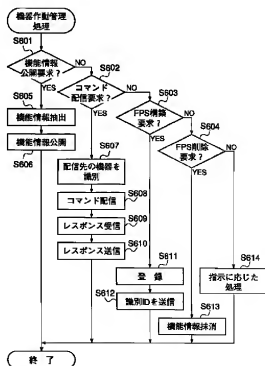 機器作動管理
処理
S601
機能情報
公開要求？
NO
YES
S602
コマンド
配信要求？
NO
YES
S603
FPS構築
要求？
NO
YES
S604
FPS削除
要求？
NO
YES
S605
機能情報抽出
機能情報公開
S606
S607
配信先の機器を
識別
S608
コマンド配信
S609
レスポンス受信
S610
レスポンス送信
S611
登録
S612
識別IDを送信
S613
機能情報抹消
S614
指示に応じた
処理
終了